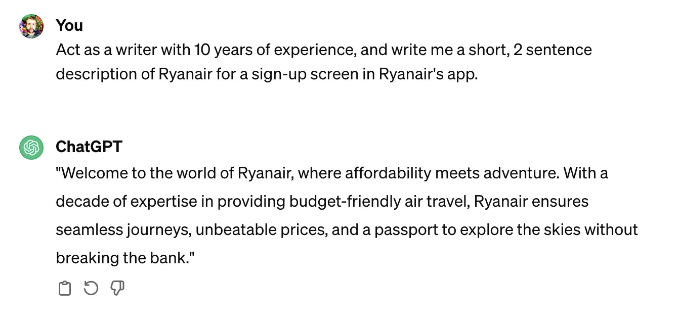 You
Act as a writer with 10 years of experience, and write me a short, 2 sentence
description of Ryanair for a sign-up screen in Ryanair's app.
ChatGPT
"Welcome to the world of Ryanair, where affordability meets adventure. With a
decade of expertise in providing budget-friendly air travel, Ryanair ensures
seamless journeys, unbeatable prices, and a passport to explore the skies without
breaking the bank."